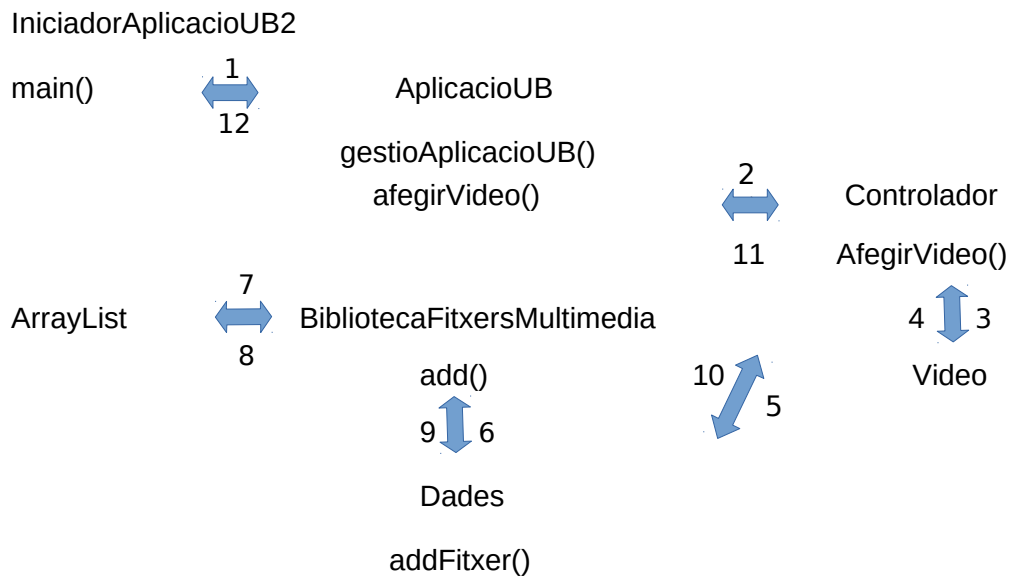 IniciadorAplicacioUB2
main()
1
12
AplicacioUB
gestioAplicacioUB()
afegirVideo()
2
11
Controlador
AfegirVideo()
4
3
Video
ArrayList
7
8
BibliotecaFitxersMultimedia
add()
10
5
9
6
Dades
addFitxer()